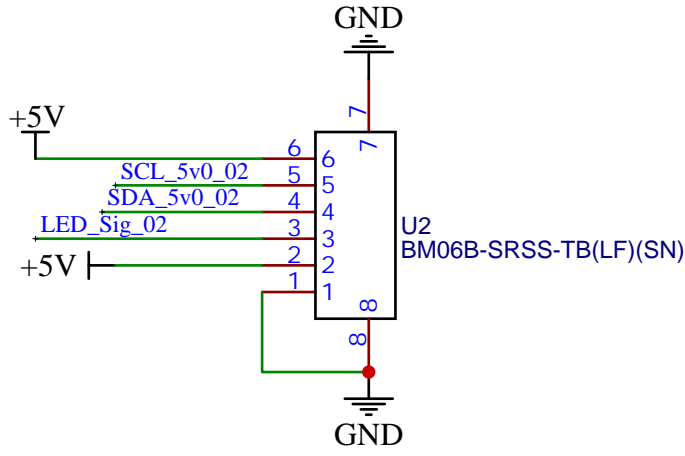 GND
7
7
+5V
6 6
SCL_5v0_02 5 5
SDA_5v0_02 4 4
LED_Sig_02 3 3
+5V 2 2
1 1
U2
BM06B-SRSS-TB(LF)(SN)
8
8
GND